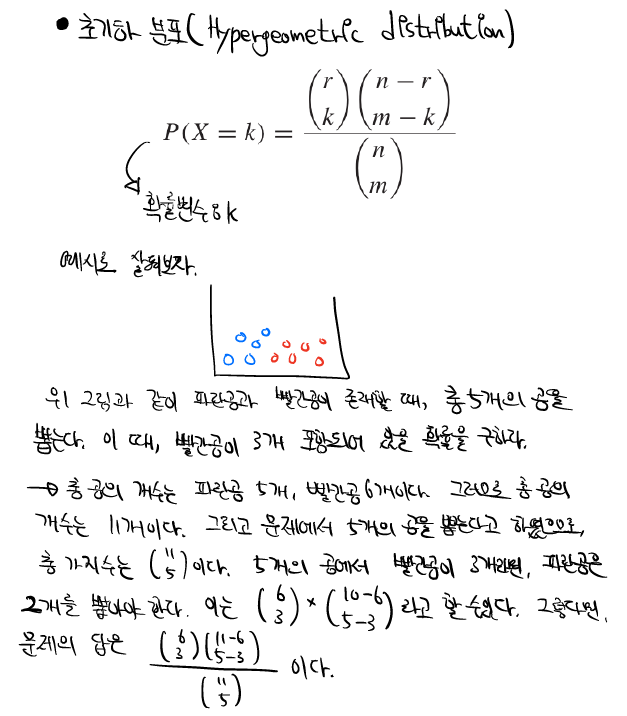 • 초기하 분포(Hypergeometric distribution)
P(X = k) = \frac{\binom{r}{k}\binom{n-r}{m-k}}{\binom{n}{m}}
확률변수 : k
예시로 살펴보자.
위 그림과 같이 파란공과 빨간공이 존재할 때, 총 5개의 공을
뽑는다. 이 때, 빨간공이 3개 포함되어 있을 확률을 구하라.
→ 총 공의 개수는 파란공 5개, 빨간공 6개이다. 그러므로 총 공의
개수는 11개이다. 그리고 문제에서 5개의 공을 뽑는다고 하였으므로,
총 가지수는 \binom{11}{5}이다. 5개의 공에서 빨간공이 3개라면, 파란공은
2개를 뽑아야 한다. 이는 \binom{6}{3} × \binom{10-6}{5-3}라고 할 수 있다. 그렇다면,
문제의 답은 \frac{\binom{6}{3}\binom{11-6}{5-3}}{\binom{11}{5}} 이다.